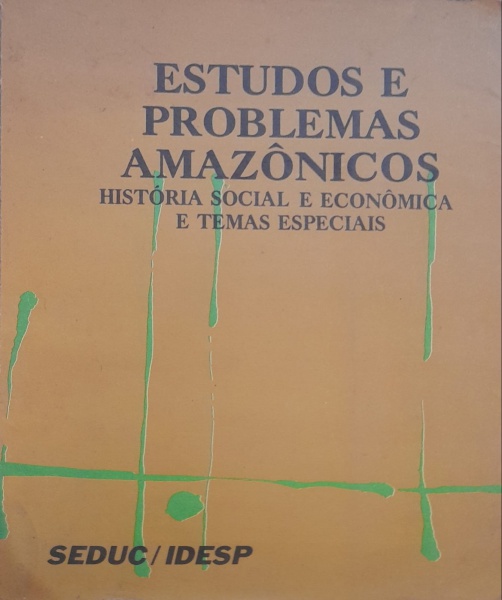 ESTUDOS E
PROBLEMAS
AMAZÔNICOS
HISTÓRIA SOCIAL E ECONÔMICA
E TEMAS ESPECIAIS
SEDUC/IDESP